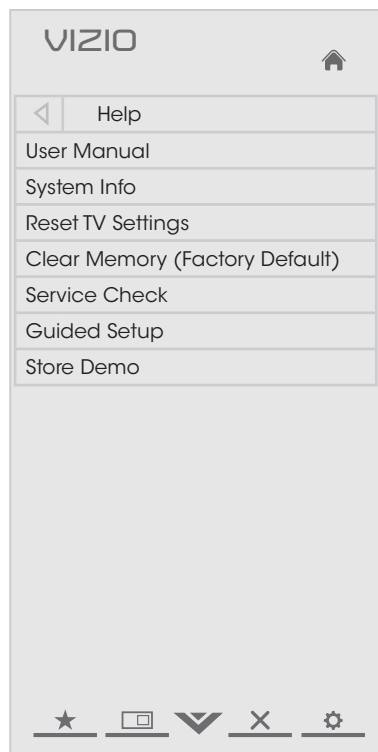 VIZIO
Help
User Manual
System Info
Reset TV Settings
Clear Memory (Factory Default)
Service Check
Guided Setup
Store Demo